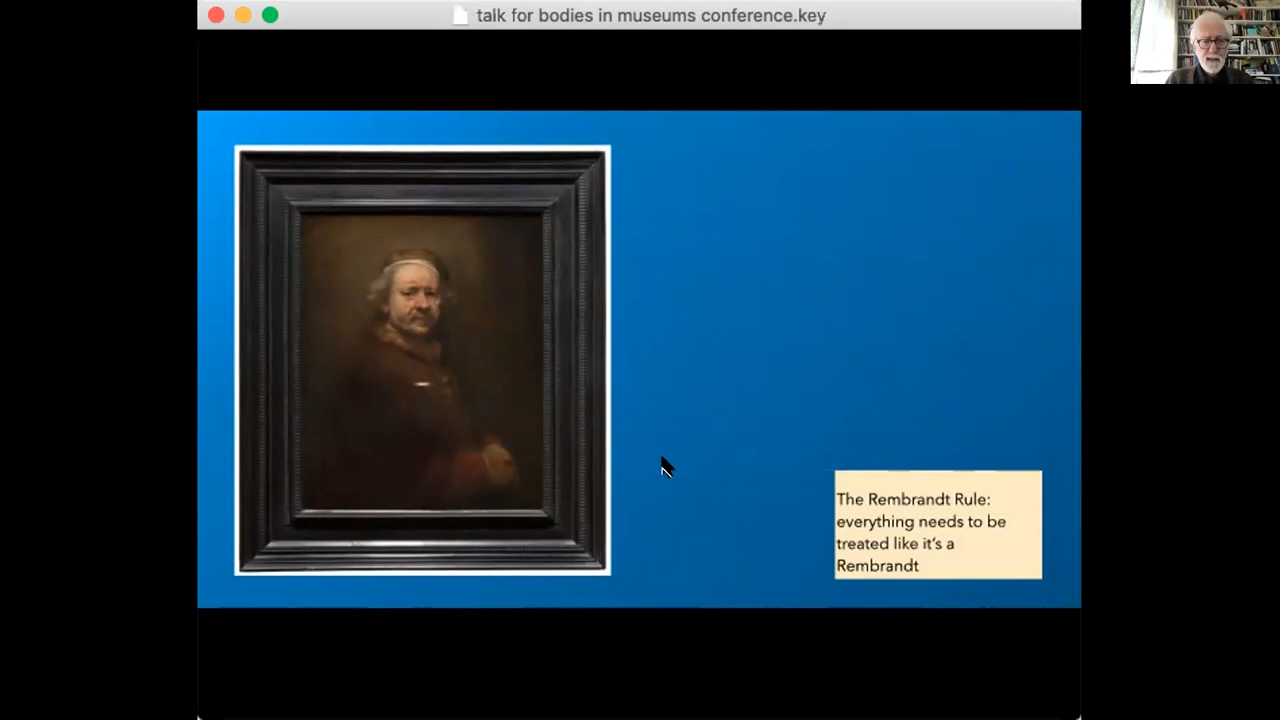 talk for bodies in museums conference.key
The Rembrandt Rule:
everything needs to be
treated like it's a
Rembrandt